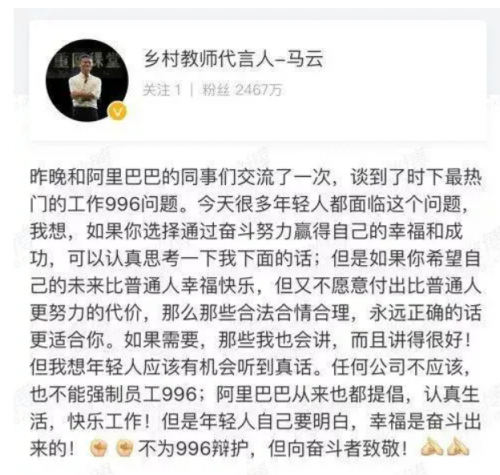 乡村教师代言人-马云
关注 1 | 粉丝 2467万
昨晚和阿里巴巴的同事们交流了一次，谈到了时下最热
门的工作996问题。今天很多年轻人都面临这个问题，
我想，如果你选择通过奋斗努力赢得自己的幸福和成
功，可以认真思考一下我下面的话；但是如果你希望自
己的未来比普通人幸福快乐，但又不愿意付出比普通人
更努力的代价，那么那些合法合情合理，永远正确的话
更适合你。如果需要，那些我也会讲，而且讲得很好！
但我想年轻人应该有机会听到真话。任何公司不应该，
也不能强制员工996；阿里巴巴从来也都提倡，认真生
活，快乐工作！但是年轻人自己要明白，幸福是奋斗出
来的！✊✊不为996辩护，但向奋斗者致敬！🙏🙏